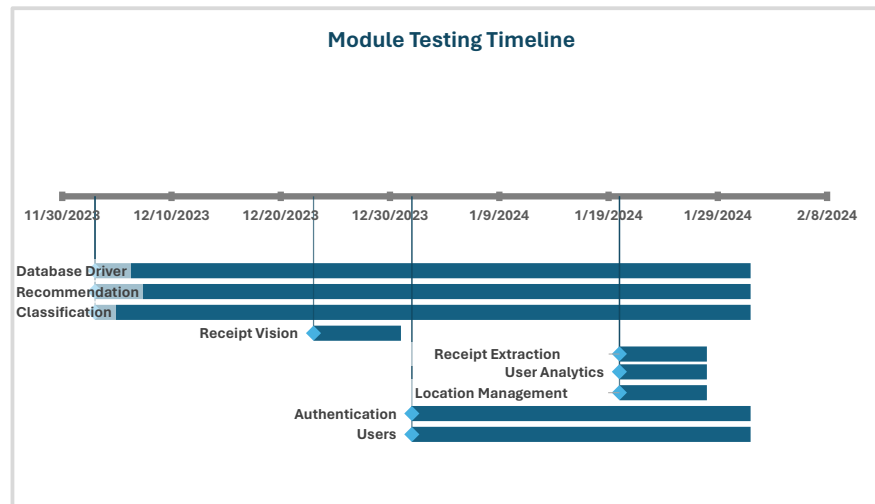 Module Testing Timeline
11/30/2023 12/10/2023 12/20/2023 12/30/2023 1/9/2024 1/19/2024 1/29/2024 2/8/2024
Database Driver
Recommendation
Classification
Receipt Vision
Receipt Extraction
User Analytics
Location Management
Authentication
Users